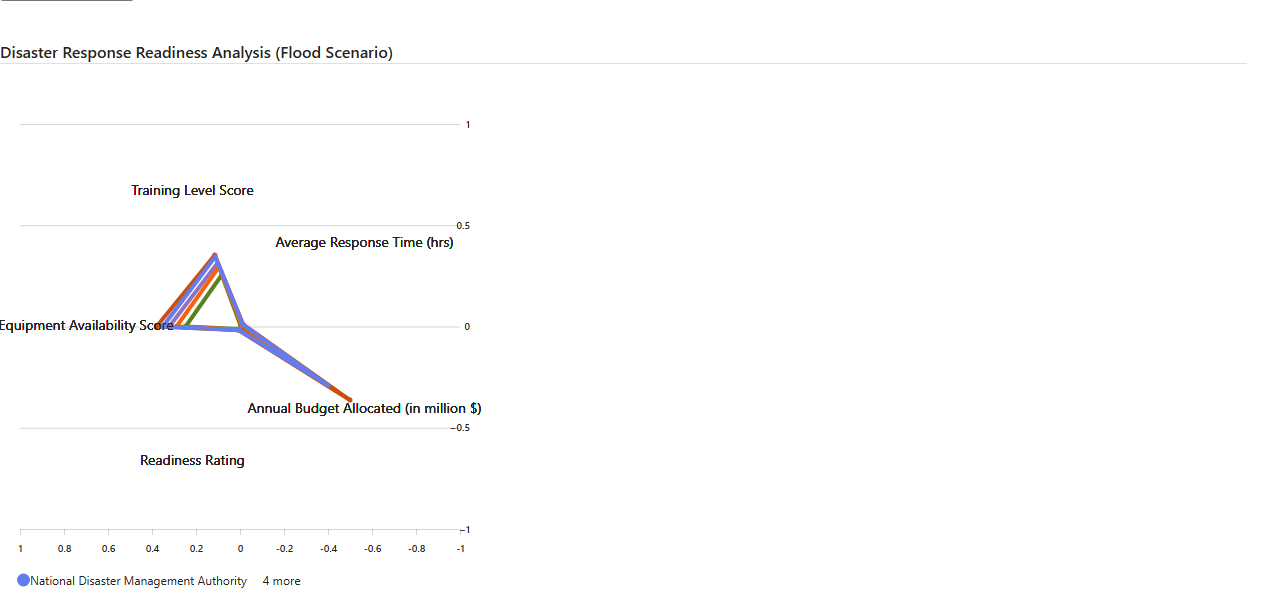 Disaster Response Readiness Analysis (Flood Scenario)
1
Training Level Score
0.5
Average Response Time (hrs)
Equipment Availability Score
0
Annual Budget Allocated (in million $)
−0.5
Readiness Rating
−1
1 0.8 0.6 0.4 0.2 0 -0.2 -0.4 -0.6 -0.8 -1
National Disaster Management Authority 4 more